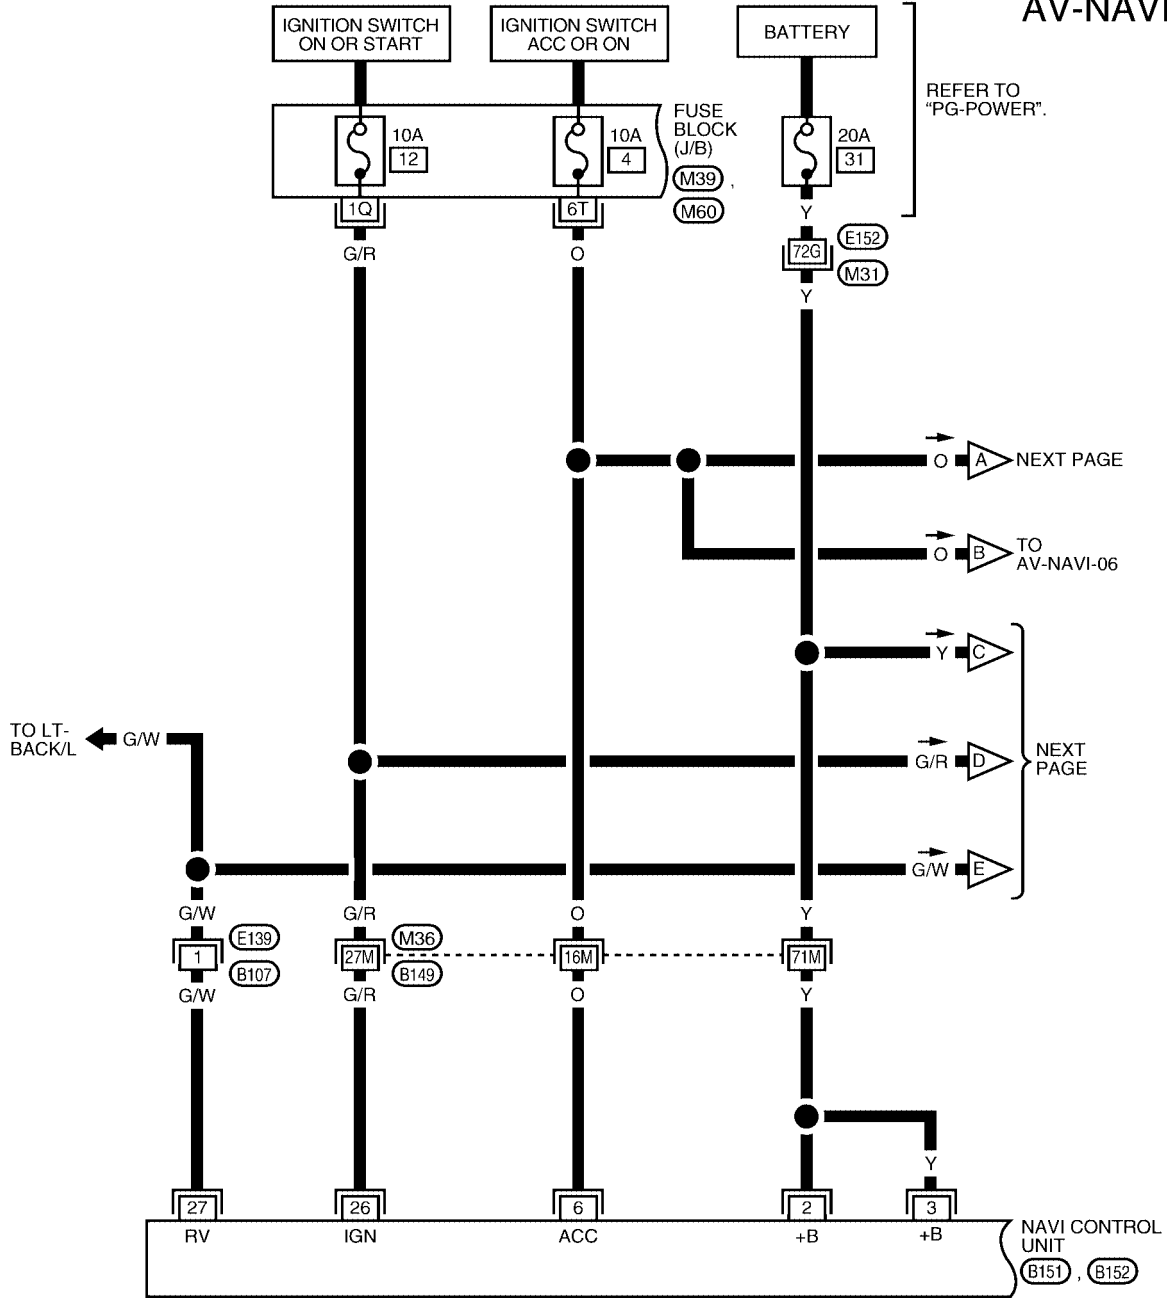 AV-NAVI
IGNITION SWITCH
ON OR START
IGNITION SWITCH
ACC OR ON
BATTERY
REFER TO
“PG-POWER”.
FUSE
BLOCK
(J/B)
M39 ,
M60
10A
12
10A
4
20A
31
1Q
6T
Y
G/R
O
72G
E152
M31
Y
O
A
NEXT PAGE
O
B
TO
AV-NAVI-06
Y
C
TO LT-
BACK/L
G/W
G/R
D
NEXT
PAGE
G/W
E
G/W
G/R
O
Y
1
E139
B107
27M
M36
B149
16M
71M
G/W
G/R
O
Y
Y
27
26
6
2
3
RV
IGN
ACC
+B
+B
NAVI CONTROL
UNIT
B151 , B152